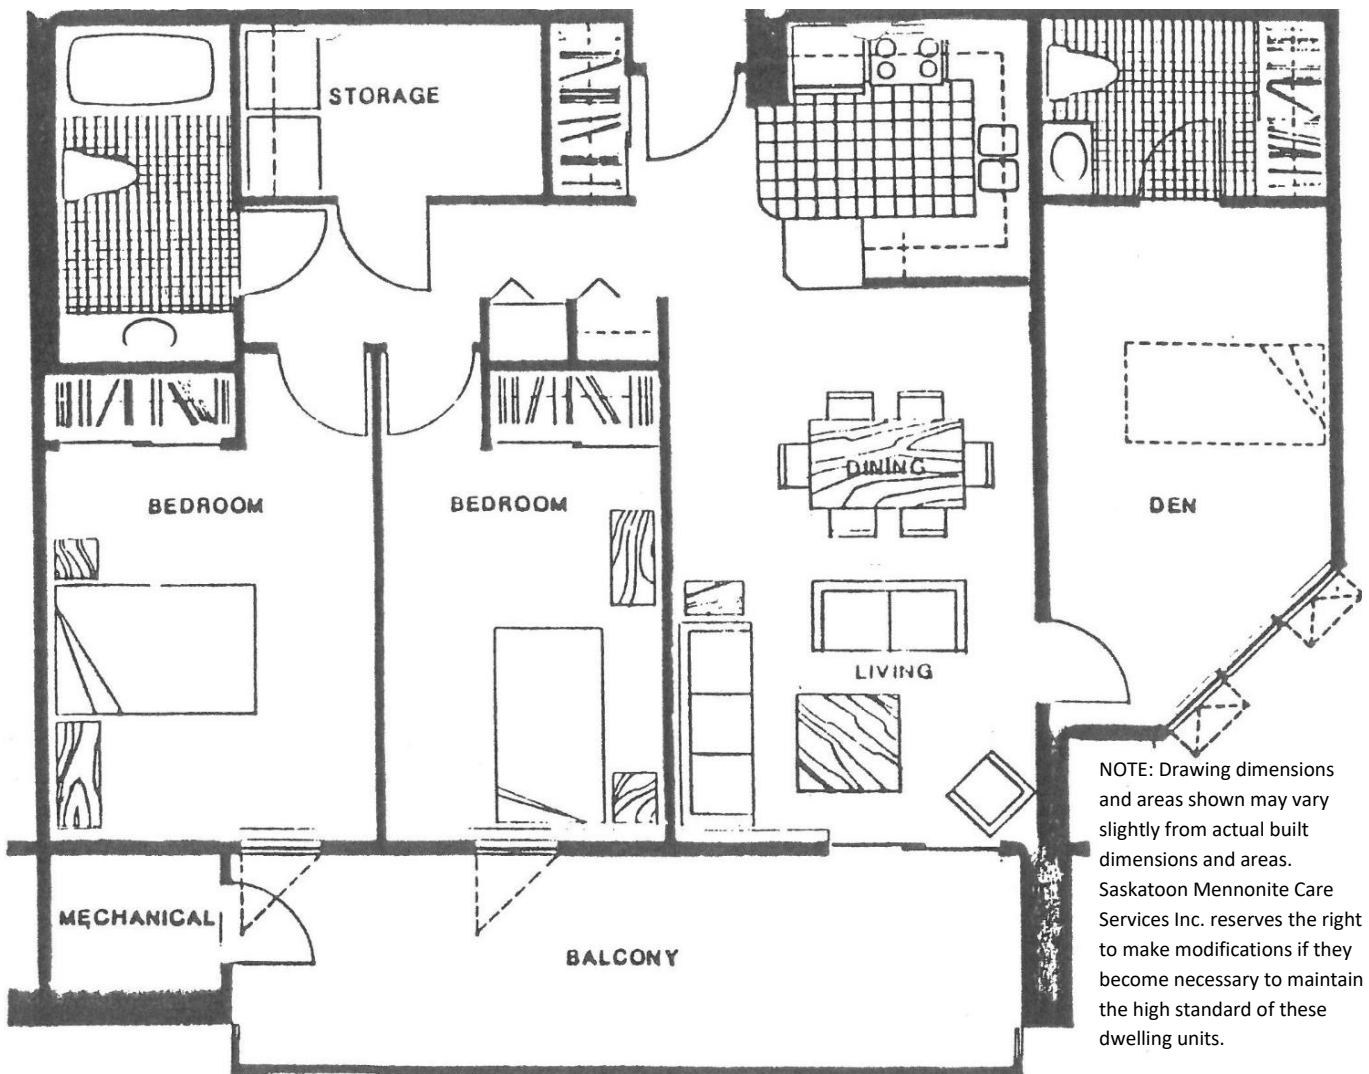 STORAGE
DINING
BEDROOM
BEDROOM
DEN
LIVING
NOTE: Drawing dimensions
and areas shown may vary
slightly from actual built
dimensions and areas.
Saskatoon Mennonite Care
Services Inc. reserves the right
to make modifications if they
become necessary to maintain
the high standard of these
dwelling units.
MECHANICAL
BALCONY